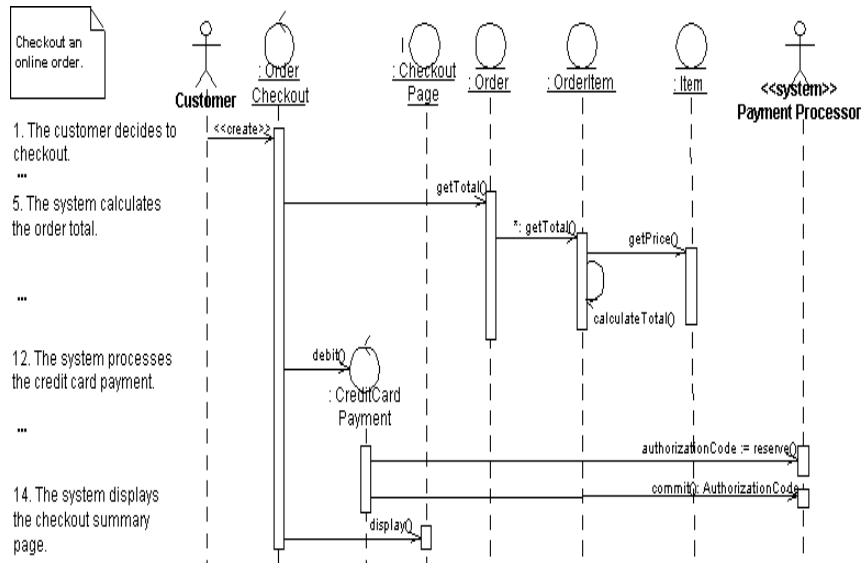 Checkout an
online order.
Customer
: Order
Checkout
: Checkout
Page
: Order
: OrderItem
: Item
<<system>>
Payment Processor
1. The customer decides to
checkout.
...
<<create>>
5. The system calculates
the order total.
getTotal()
*: getTotal()
getPrice()
calculateTotal()
...
12. The system processes
the credit card payment.
debit()
: CreditCard
Payment
...
authorizationCode := reserve()
commit(): AuthorizationCode
14. The system displays
the checkout summary
page.
display()